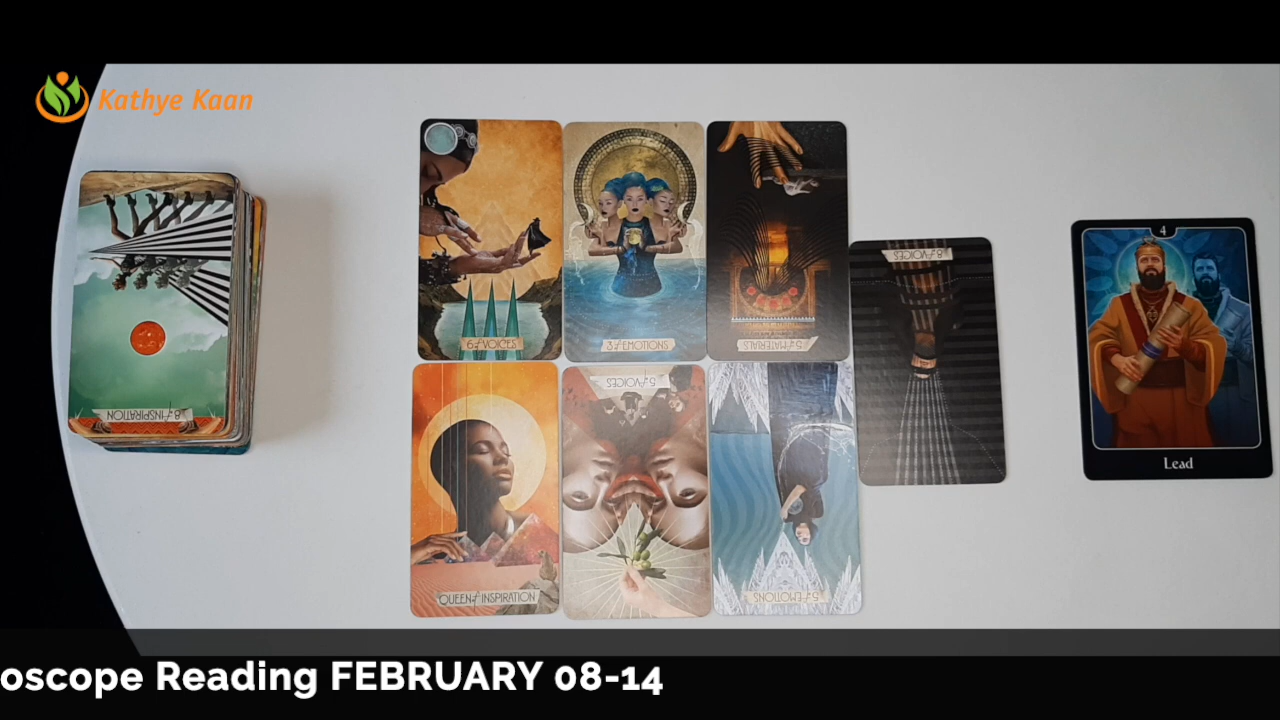 Kathye Kaan
8 of INSPIRATION
6 of VOICES
2 of EMOTIONS
5 of MATERIALS
8 of VOICES
4
Lead
QUEEN of INSPIRATION
5 of VOICES
5 of EMOTIONS
oscope Reading FEBRUARY 08-14